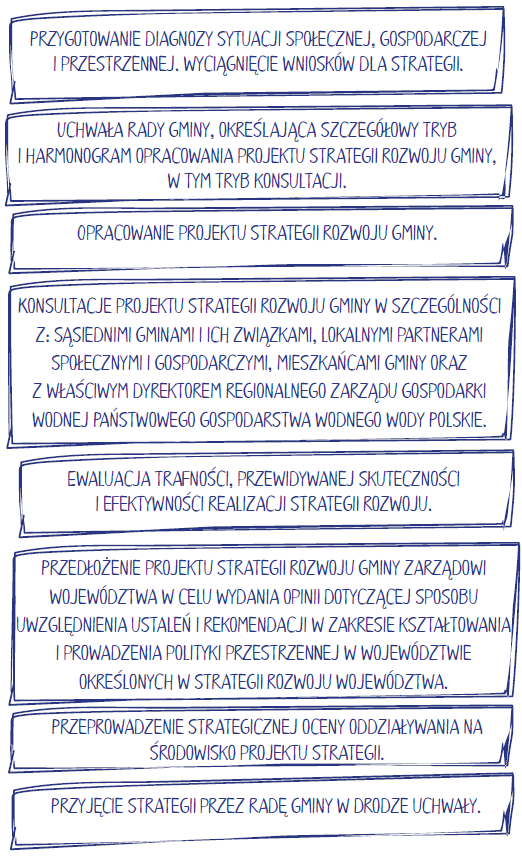 PRZYGOTOWANIE DIAGNOZY SYTUACJI SPOŁECZNEJ, GOSPODARCZEJ
I PRZESTRZENNEJ. WYCIĄGNIĘCIE WNIOSKÓW DLA STRATEGII.
UCHWAŁA RADY GMINY, OKREŚLAJĄCA SZCZEGÓŁOWY TRYB
I HARMONOGRAM OPRACOWANIA PROJEKTU STRATEGII ROZWOJU GMINY,
W TYM TRYB KONSULTACJI.
OPRACOWANIE PROJEKTU STRATEGII ROZWOJU GMINY.
KONSULTACJE PROJEKTU STRATEGII ROZWOJU GMINY W SZCZEGÓLNOŚCI
Z: SĄSIEDNIMI GMINAMI I ICH ZWIĄZKAMI, LOKALNYMI PARTNERAMI
SPOŁECZNYMI I GOSPODARCZYMI, MIESZKAŃCAMI GMINY ORAZ
Z WŁAŚCIWYM DYREKTOREM REGIONALNEGO ZARZĄDU GOSPODARKI
WODNEJ PAŃSTWOWEGO GOSPODARSTWA WODNEGO WODY POLSKIE.
EWALUACJA TRAFNOŚCI, PRZEWIDYWANEJ SKUTECZNOŚCI
I EFEKTYWNOŚCI REALIZACJI STRATEGII ROZWOJU.
PRZEDŁOŻENIE PROJEKTU STRATEGII ROZWOJU GMINY ZARZĄDOWI
WOJEWÓDZTWA W CELU WYDANIA OPINII DOTYCZĄCEJ SPOSOBU
UWZGLĘDNIENIA USTALEŃ I REKOMENDACJI W ZAKRESIE KSZTAŁTOWANIA
I PROWADZENIA POLITYKI PRZESTRZENNEJ W WOJEWÓDZTWIE
OKREŚLONYCH W STRATEGII ROZWOJU WOJEWÓDZTWA.
PRZEPROWADZENIE STRATEGICZNEJ OCENY ODDZIAŁYWANIA NA
ŚRODOWISKO PROJEKTU STRATEGII.
PRZYJĘCIE STRATEGII PRZEZ RADĘ GMINY W DRODZE UCHWAŁY.